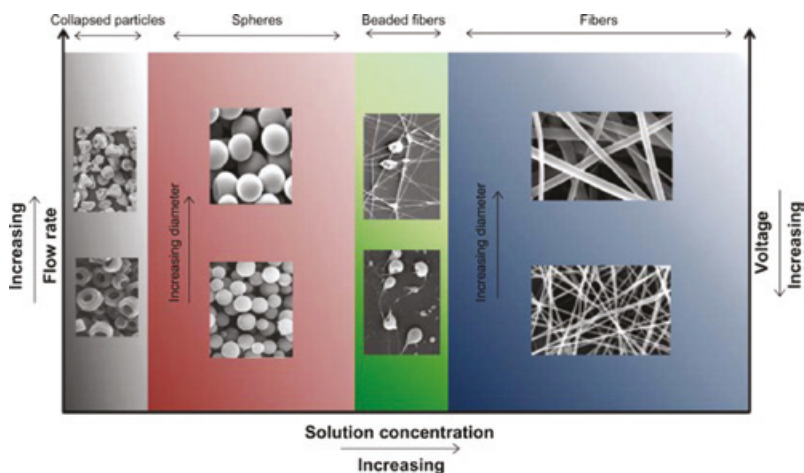 Collapsed particles
Spheres
Beaded fibers
Fibers
Increasing
Flow rate
Increasing diameter
Increasing diameter
Voltage
Increasing
Solution concentration
Increasing